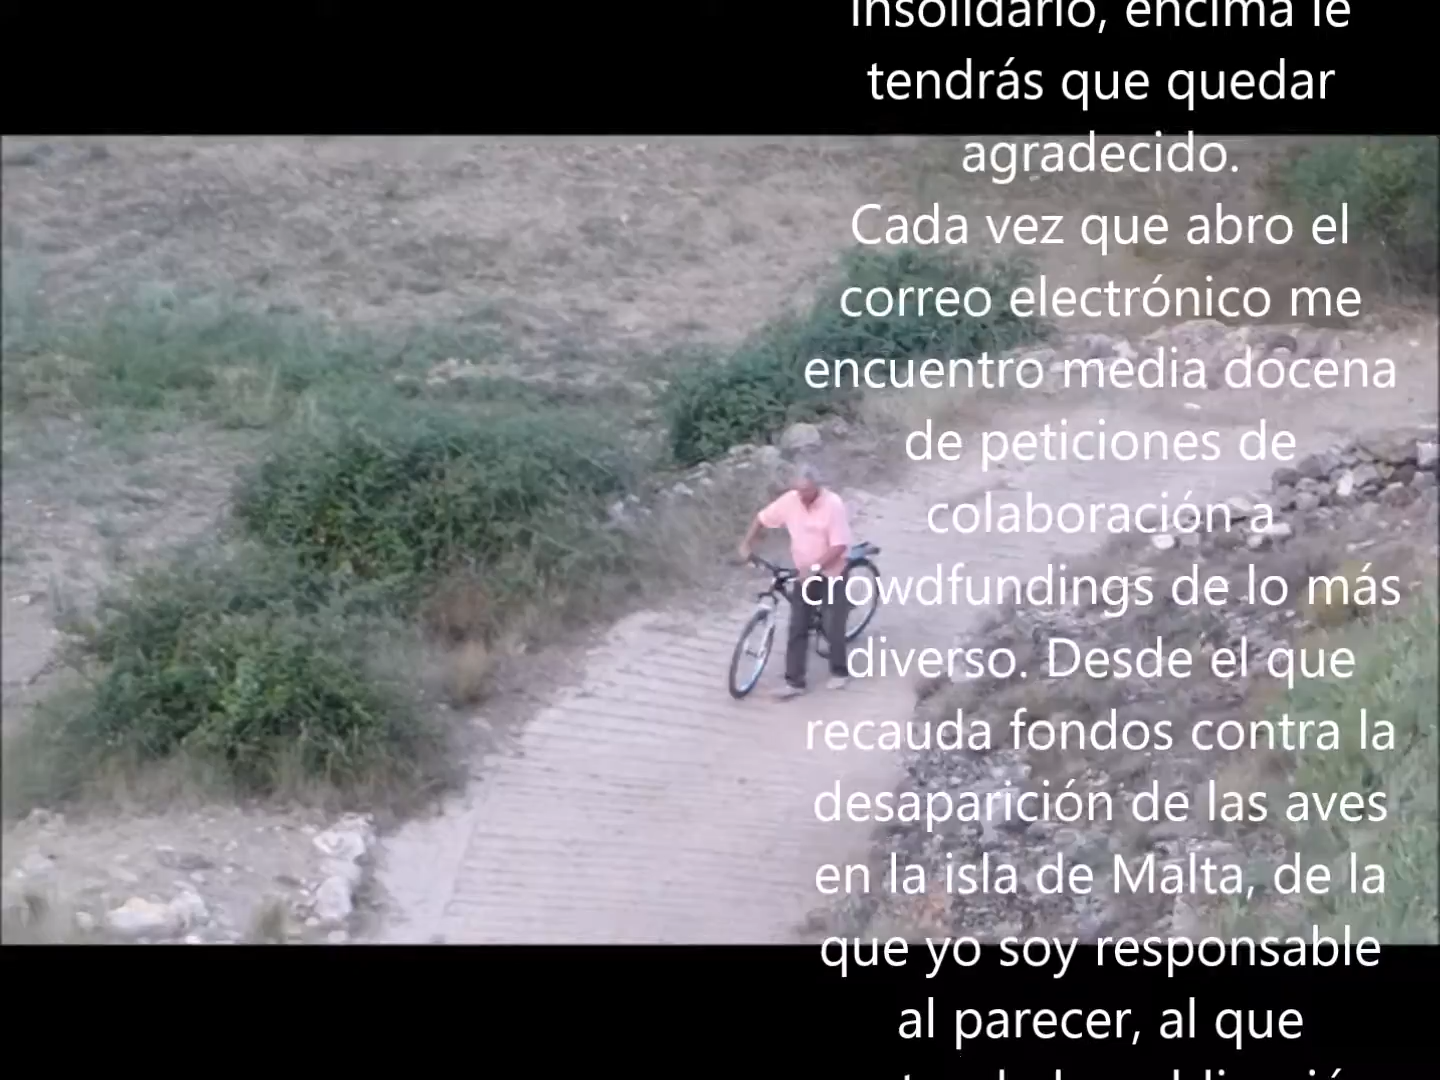 insolidario, encima le
tendrás que quedar
agradecido.
Cada vez que abro el
correo electrónico me
encuentro media docena
de peticiones de
colaboración a
crowdfundings de lo más
diverso. Desde el que
recauda fondos contra la
desaparición de las aves
en la isla de Malta, de la
que yo soy responsable
al parecer, al que